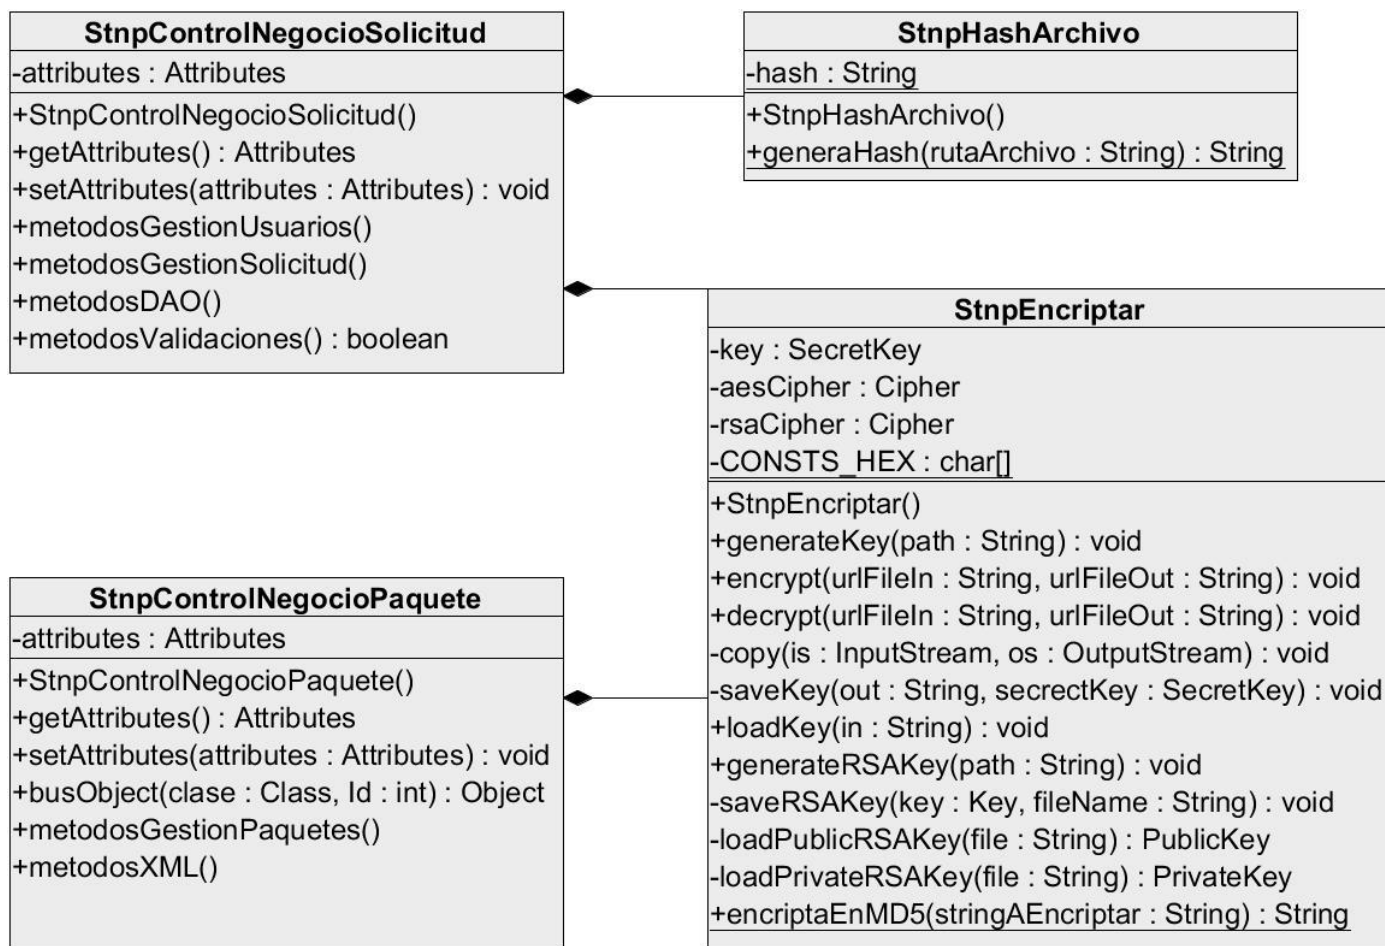 StnpControlNegocioSolicitud
-attributes : Attributes
+StnpControlNegocioSolicitud()
+getAttributes() : Attributes
+setAttributes(attributes : Attributes) : void
+metodosGestionUsuarios()
+metodosGestionSolicitud()
+metodosDAO()
+metodosValidaciones() : boolean
StnpHashArchivo
-hash : String
+StnpHashArchivo()
+generaHash(rutaArchivo : String) : String
StnpEncriptar
-key : SecretKey
-aesCipher : Cipher
-rsaCipher : Cipher
-CONSTS_HEX : char[]
+StnpEncriptar()
+generateKey(path : String) : void
+encrypt(urlFileIn : String, urlFileOut : String) : void
+decrypt(urlFileIn : String, urlFileOut : String) : void
-copy(is : InputStream, os : OutputStream) : void
-saveKey(out : String, secrectKey : SecretKey) : void
+loadKey(in : String) : void
+generateRSAKey(path : String) : void
-saveRSAKey(key : Key, fileName : String) : void
-loadPublicRSAKey(file : String) : PublicKey
-loadPrivateRSAKey(file : String) : PrivateKey
+encriptaEnMD5(stringAEncriptar : String) : String
StnpControlNegocioPaquete
-attributes : Attributes
+StnpControlNegocioPaquete()
+getAttributes() : Attributes
+setAttributes(attributes : Attributes) : void
+busObject(clase : Class, Id : int) : Object
+metodosGestionPaquetes()
+metodosXML()